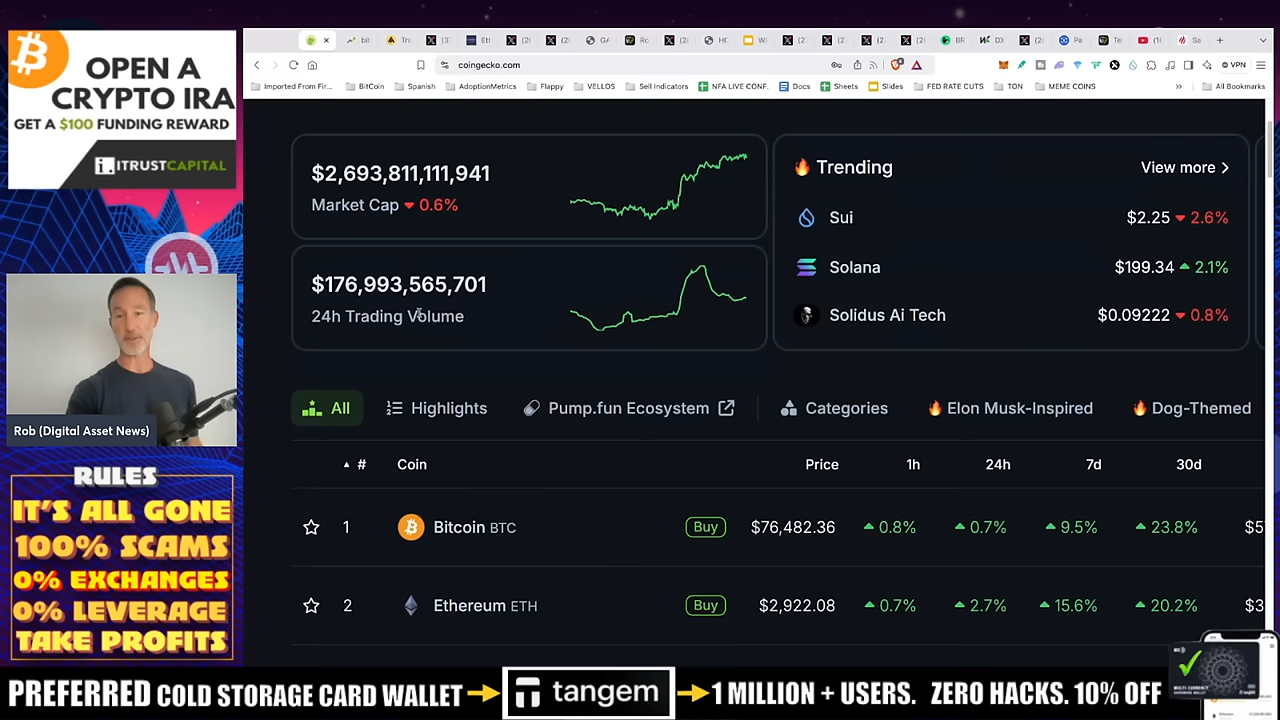 OPEN A
CRYPTO IRA
GET A $100 FUNDING REWARD
i. iTRUSTCAPITAL
Rob (Digital Asset News)
RULES
IT'S ALL GONE
100% SCAMS
0% EXCHANGES
0% LEVERAGE
TAKE PROFITS
coingecko.com
VPN
Imported From Fir...
BitCoin
Spanish
AdoptionMetrics
Flappy
VELLOS
Sell Indicators
NFA LIVE CONF.
Docs
Sheets
Slides
FED RATE CUTS
TON
MEME COINS
»
All Bookmarks
$2,693,811,111,941
Market Cap 0.6%
$176,993,565,701
24h Trading Volume
Trending
View more
Sui $2.25 2.6%
Solana $199.34 2.1%
Solidus Ai Tech $0.09222 0.8%
All Highlights Pump.fun Ecosystem Categories Elon Musk-Inspired Dog-Themed
# Coin Price 1h 24h 7d 30d
1 Bitcoin BTC Buy $76,482.36 0.8% 0.7% 9.5% 23.8%
2 Ethereum ETH Buy $2,922.08 0.7% 2.7% 15.6% 20.2%
PREFERRED COLD STORAGE CARD WALLET tangem 1 MILLION + USERS. ZERO HACKS. 10% OFF